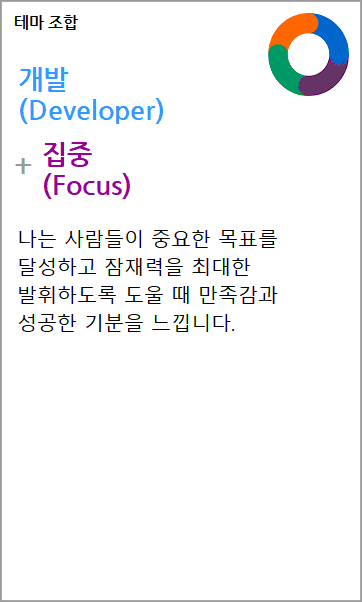 테마 조합
개발
(Developer)
+ 집중
(Focus)
나는 사람들이 중요한 목표를
달성하고 잠재력을 최대한
발휘하도록 도울 때 만족감과
성공한 기분을 느낍니다.